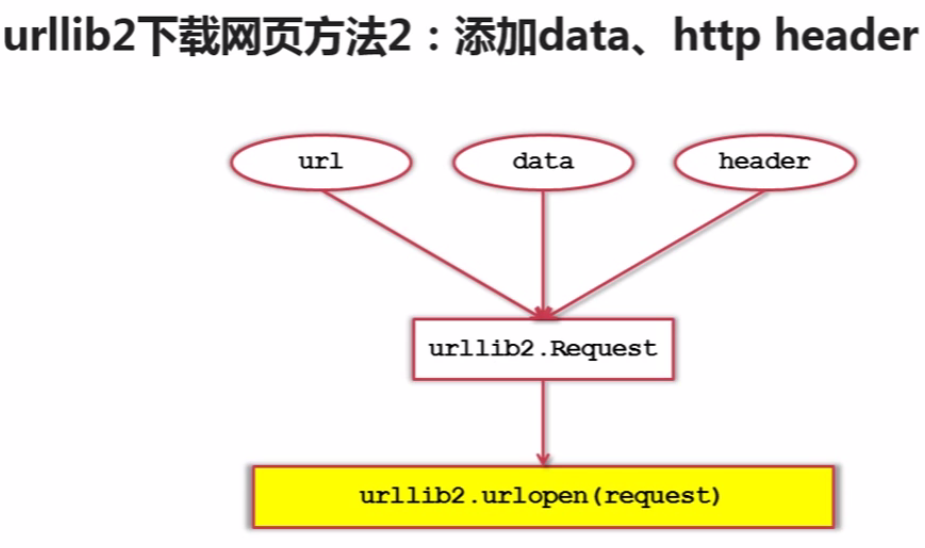 urllib2下载网页方法2：添加data、http header
url
data
header
urllib2.Request
urllib2.urlopen(request)